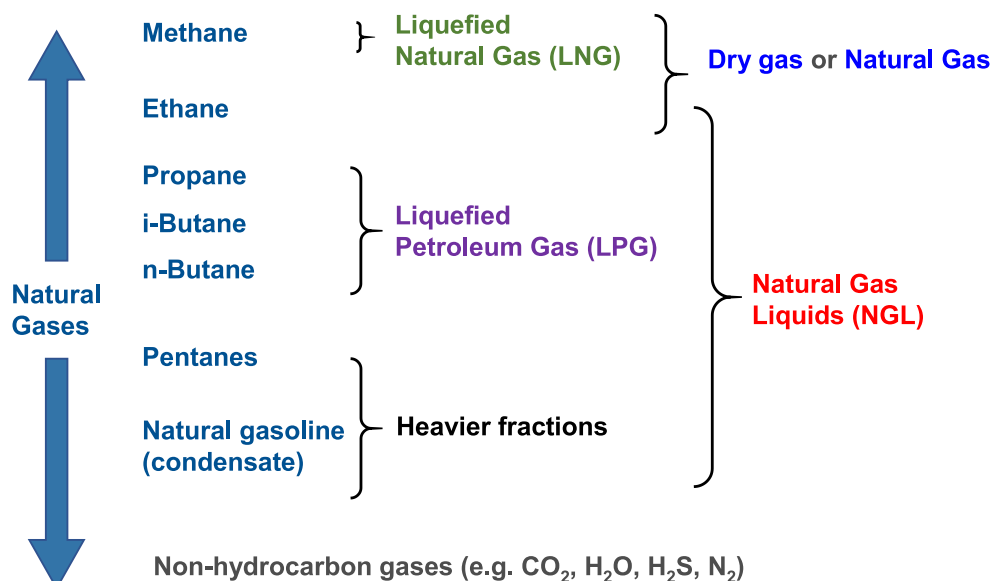 Methane
Liquefied
Natural Gas (LNG)
Dry gas or Natural Gas
Ethane
Propane
i-Butane
n-Butane
Liquefied
Petroleum Gas (LPG)
Natural
Gases
Natural Gas
Liquids (NGL)
Pentanes
Natural gasoline
(condensate)
Heavier fractions
Non-hydrocarbon gases (e.g. CO₂, H₂O, H₂S, N₂)